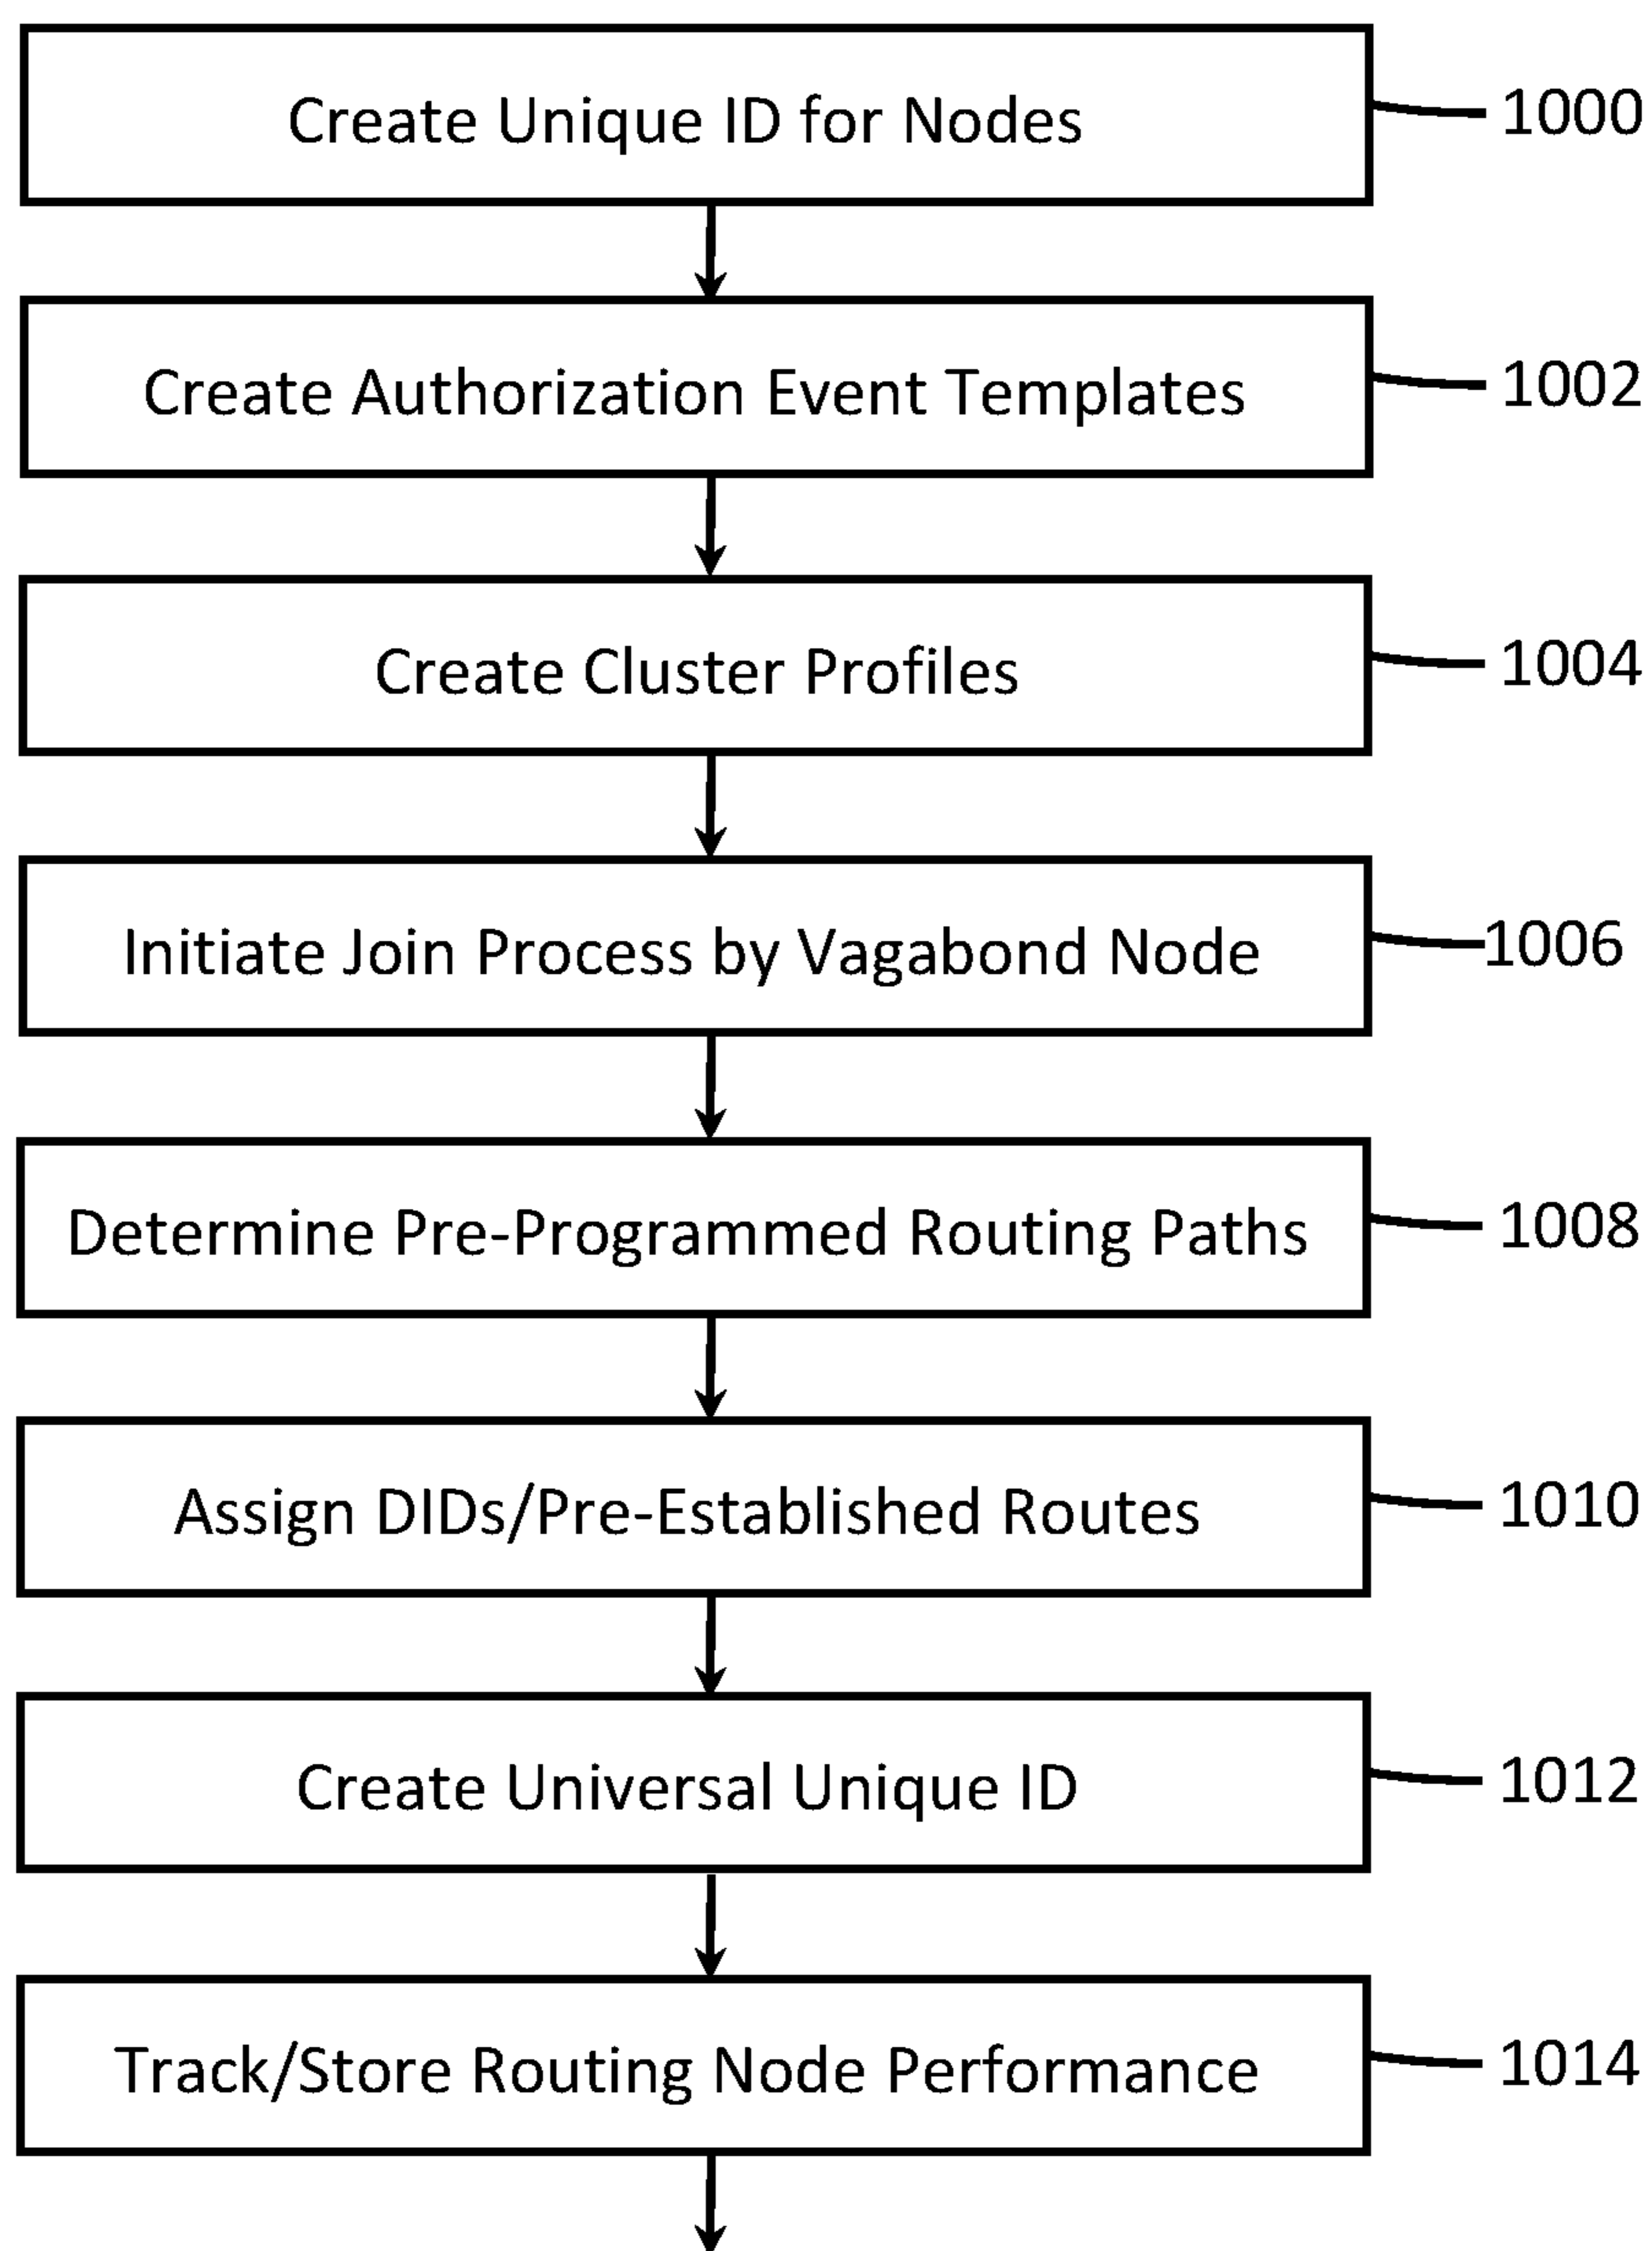 Create Unique ID for Nodes 1000
Create Authorization Event Templates 1002
Create Cluster Profiles 1004
Initiate Join Process by Vagabond Node 1006
Determine Pre-Programmed Routing Paths 1008
Assign DIDs/Pre-Established Routes 1010
Create Universal Unique ID 1012
Track/Store Routing Node Performance 1014